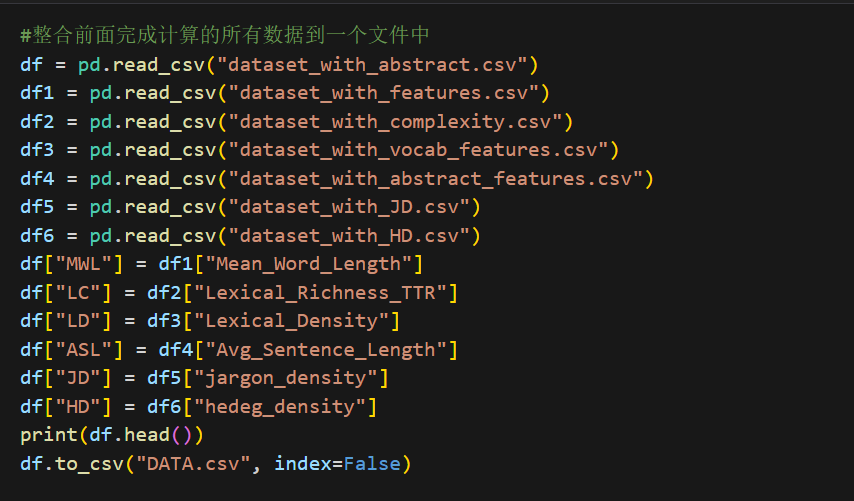 #整合前面完成计算的所有数据到一个文件中
df = pd.read_csv("dataset_with_abstract.csv")
df1 = pd.read_csv("dataset_with_features.csv")
df2 = pd.read_csv("dataset_with_complexity.csv")
df3 = pd.read_csv("dataset_with_vocab_features.csv")
df4 = pd.read_csv("dataset_with_abstract_features.csv")
df5 = pd.read_csv("dataset_with_JD.csv")
df6 = pd.read_csv("dataset_with_HD.csv")
df["MWL"] = df1["Mean_Word_Length"]
df["LC"] = df2["Lexical_Richness_TTR"]
df["LD"] = df3["Lexical_Density"]
df["ASL"] = df4["Avg_Sentence_Length"]
df["JD"] = df5["jargon_density"]
df["HD"] = df6["hedeg_density"]
print(df.head())
df.to_csv("DATA.csv", index=False)